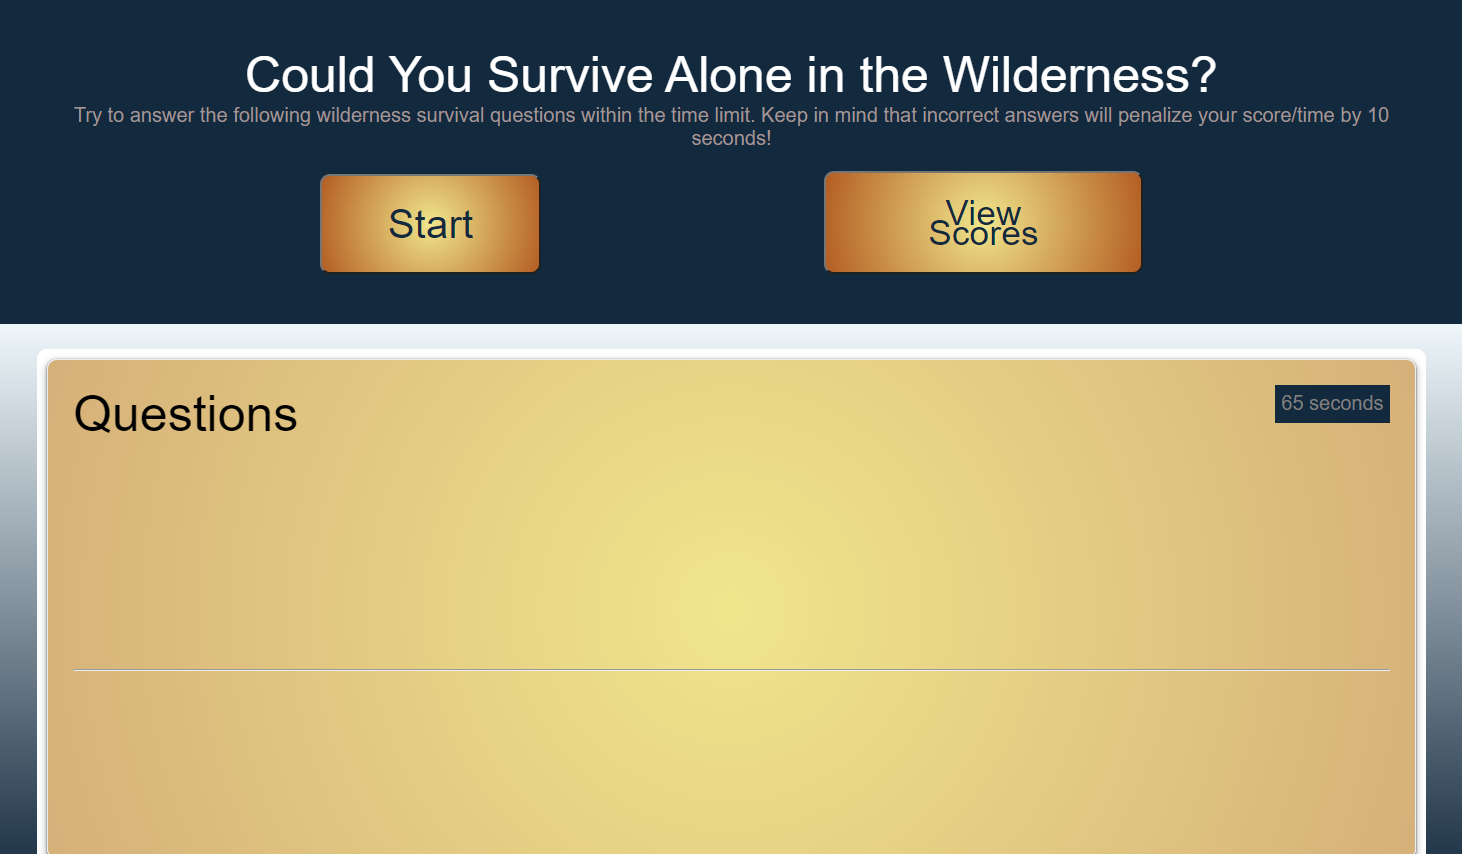 Could You Survive Alone in the Wilderness?
Try to answer the following wilderness survival questions within the time limit. Keep in mind that incorrect answers will penalize your score/time by 10
seconds!
Start
View
Scores
Questions
65 seconds